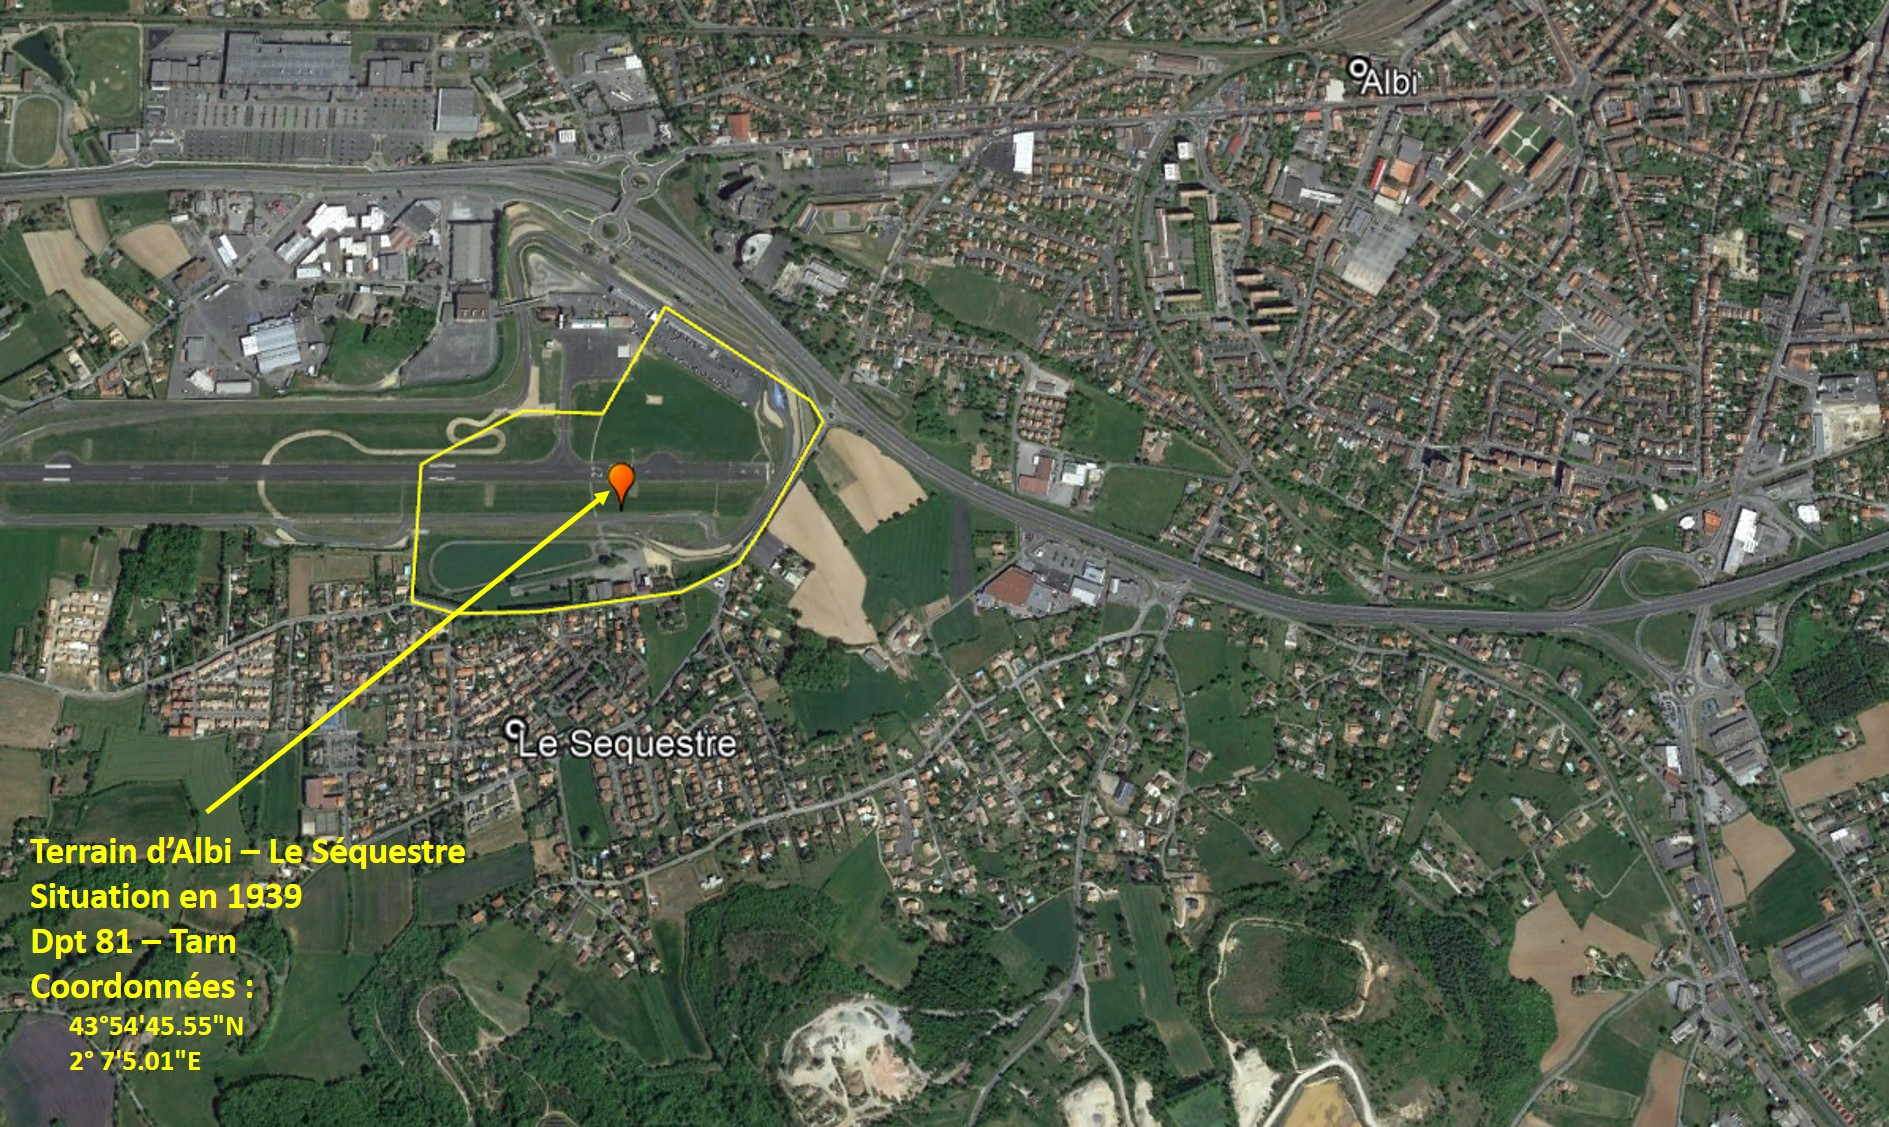 Albi
Le Sequestre
Terrain d’Albi – Le Séquestre
Situation en 1939
Dpt 81 – Tarn
Coordonnées :
43°54'45.55"N
2° 7'5.01"E